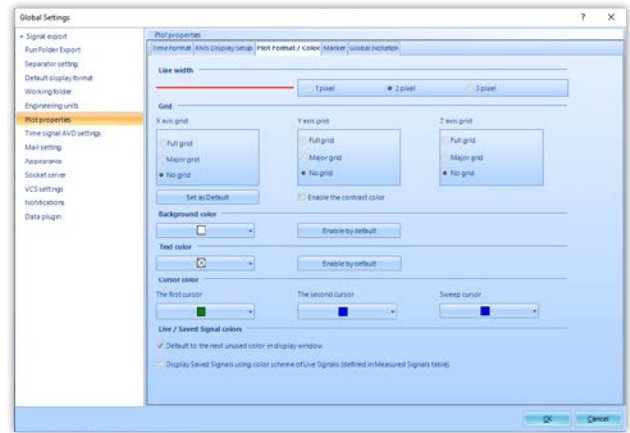 Global Settings
? ×
Signal export
Run Folder Export
Separator setting
Default display format
Working folder
Engineering units
Plot properties
Time signal AVD settings
Mail setting
Appearance
Socket server
VCS settings
Notifications
Data plugin
Plot properties
Time Format RMS Display Setup Plot Format / Color Marker Global Notation
Line width
1 pixel 2 pixel 3 pixel
Grid
X axis grid Y axis grid Z axis grid
Full grid Full grid Full grid
Major grid Major grid Major grid
No grid No grid No grid
Set as Default Enable the contrast color
Background color
Enable by default
Text color
Enable by default
Cursor color
The first cursor The second cursor Sweep cursor
Line / Saved Signal colors
Default to the next unused color in display window.
Display Saved Signals using color scheme of Live Signals (defined in Measured Signals table).
OK Cancel